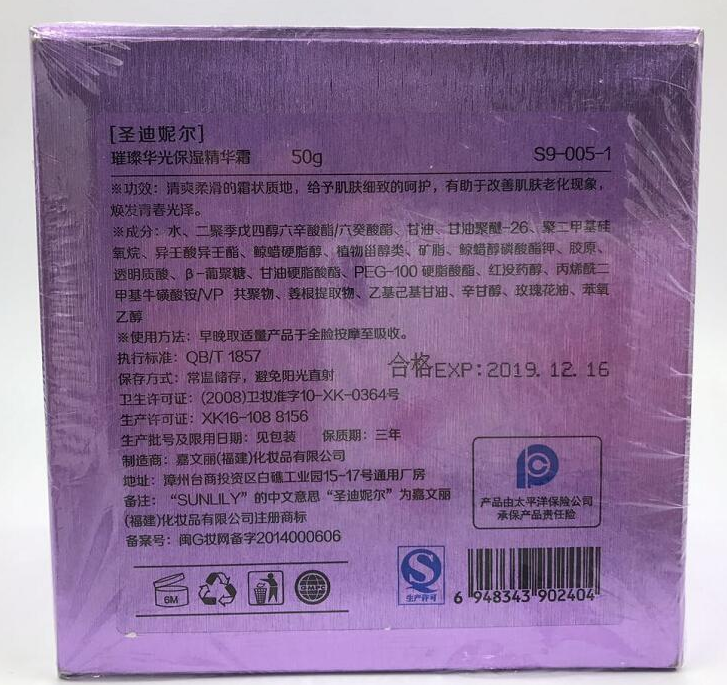 [圣迪妮尔]
璀璨华光保湿精华霜 50g S9-005-1
※功效：清爽柔滑的霜状质地，给予肌肤细致的呵护，有助于改善肌肤老化现象，
焕发青春光泽。
※成分：水、二聚季戊四醇六辛酸酯/六癸酸酯、甘油、甘油聚醚-26、聚二甲基硅
氧烷、异壬酸异壬酯、鲸蜡硬脂醇、植物甾醇类、矿脂、鲸蜡醇磷酸酯钾、胶原、
透明质酸、β-葡聚糖、甘油硬脂酸酯、PEG-100 硬脂酸酯、红没药醇、丙烯酰二
甲基牛磺酸铵/VP 共聚物、姜根提取物、乙基己基甘油、辛甘醇、玫瑰花油、苯氧
乙醇
※使用方法：早晚取适量产品于全脸按摩至吸收。
执行标准：QB/T 1857
合格EXP:2019.12.16
保存方式：常温储存，避免阳光直射
卫生许可证：(2008)卫妆准字10-XK-0364号
生产许可证：XK16-108 8156
生产批号及限用日期：见包装 保质期：三年
制造商：嘉文丽(福建)化妆品有限公司
地址：漳州台商投资区白礁工业园15-17号通用厂房
备注：“SUNLILY”的中文意思“圣迪妮尔”为嘉文丽
(福建)化妆品有限公司注册商标
备案号：闽G妆网备字2014000606
产品由太平洋保险公司
承保产品责任险
6M
GMPC
生产许可
6 948343 902404